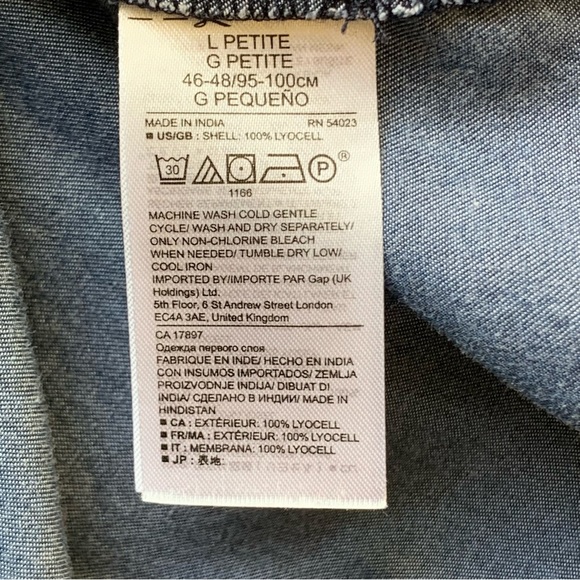 L PETITE
G PETITE
46-48/95-100CM
G PEQUEÑO
MADE IN INDIA RN 54023
■ US/GB : SHELL: 100% LYOCELL
30 P ®
1166
MACHINE WASH COLD GENTLE
CYCLE/ WASH AND DRY SEPARATELY/
ONLY NON-CHLORINE BLEACH
WHEN NEEDED/ TUMBLE DRY LOW/
COOL IRON
IMPORTED BY/IMPORTE PAR Gap (UK
Holdings) Ltd.
5th Floor, 6 St Andrew Street London
EC4A 3AE, United Kingdom
CA 17897
Одежда первого слоя
FABRIQUE EN INDE/ HECHO EN INDIA
CON INSUMOS IMPORTADOS/ ZEMLJA
PROIZVODNJE INDIJA/ DIBUAT DI
INDIA/ СДЕЛАНО В ИНДИИ/ MADE IN
HINDISTAN
■ CA : EXTÉRIEUR: 100% LYOCELL
■ FR/MA : EXTÉRIEUR: 100% LYOCELL
■ IT : MEMBRANA: 100% LYOCELL
■ JP : 表地: